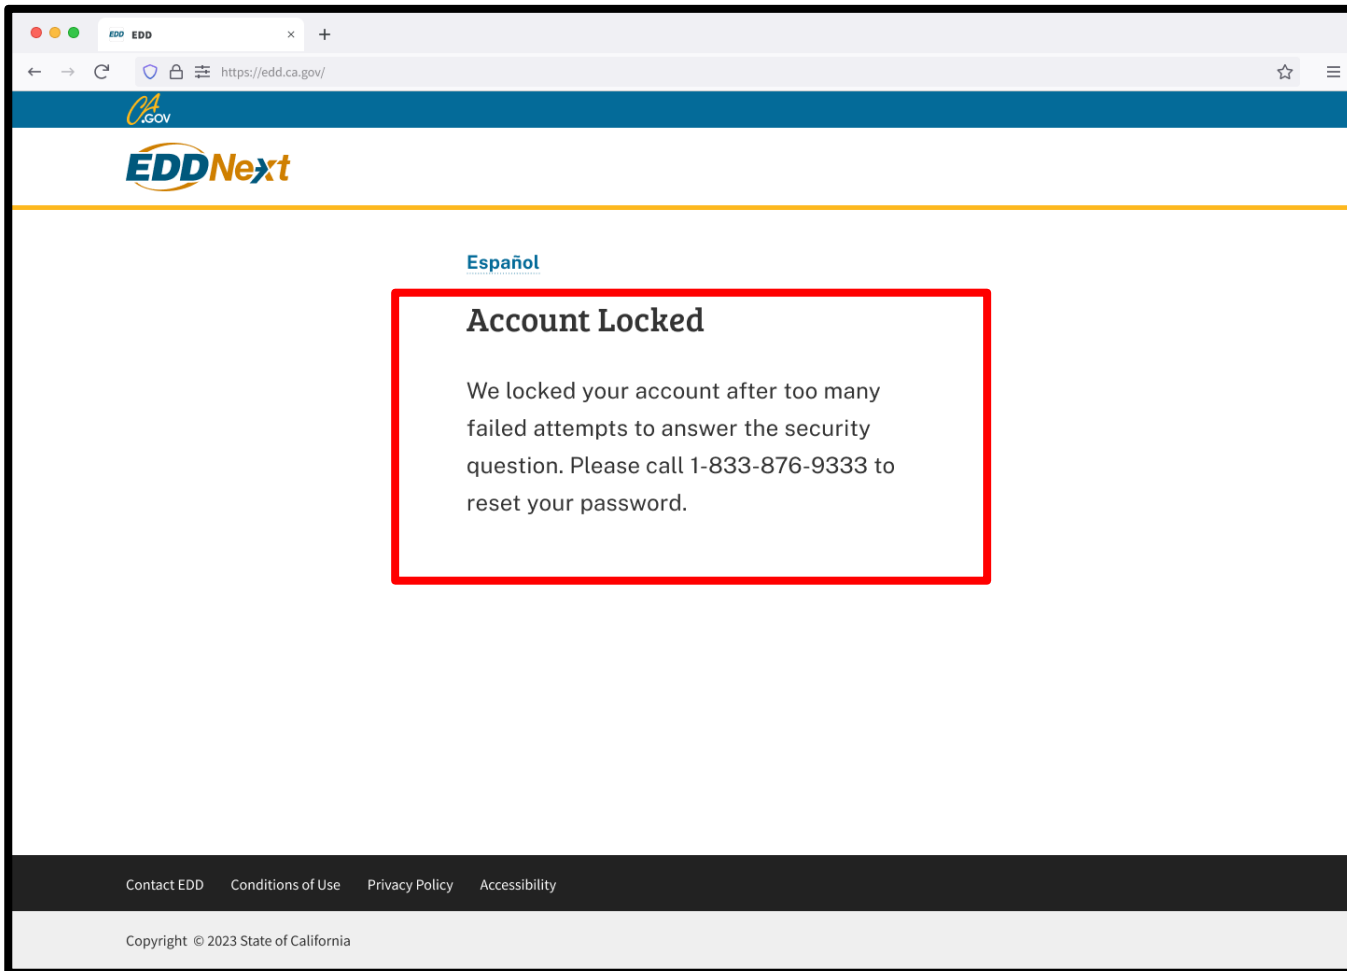 EDD EDD
https://edd.ca.gov/
CA.GOV
EDDNext
Español
Account Locked
We locked your account after too many
failed attempts to answer the security
question. Please call 1-833-876-9333 to
reset your password.
Contact EDD Conditions of Use Privacy Policy Accessibility
Copyright © 2023 State of California